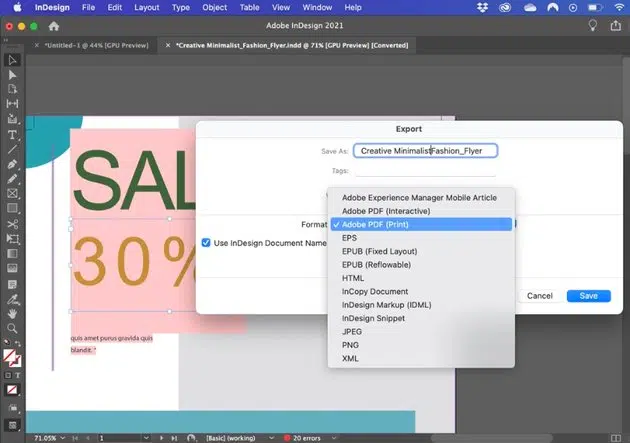 InDesign File Edit Layout Type Object Table View Window Help
Adobe InDesign 2021
× *Untitled-1 @ 44% [GPU Preview] × *Creative Minimalist_Fashion_Flyer.indd @ 71% [GPU Preview] [Converted]
Export
Save As: Creative MinimalistFashion_Flyer
Tags:
SAL
Adobe Experience Manager Mobile Article
Adobe PDF (Interactive)
Format ✓ Adobe PDF (Print)
Use InDesign Document Name
EPS
EPUB (Fixed Layout)
EPUB (Reflowable)
HTML
30%
InCopy Document
Cancel Save
InDesign Markup (IDML)
InDesign Snippet
JPEG
PNG
XML
quis amet purus gravida quis
blandit. "
71.05% 1 [Basic] (working) 20 errors